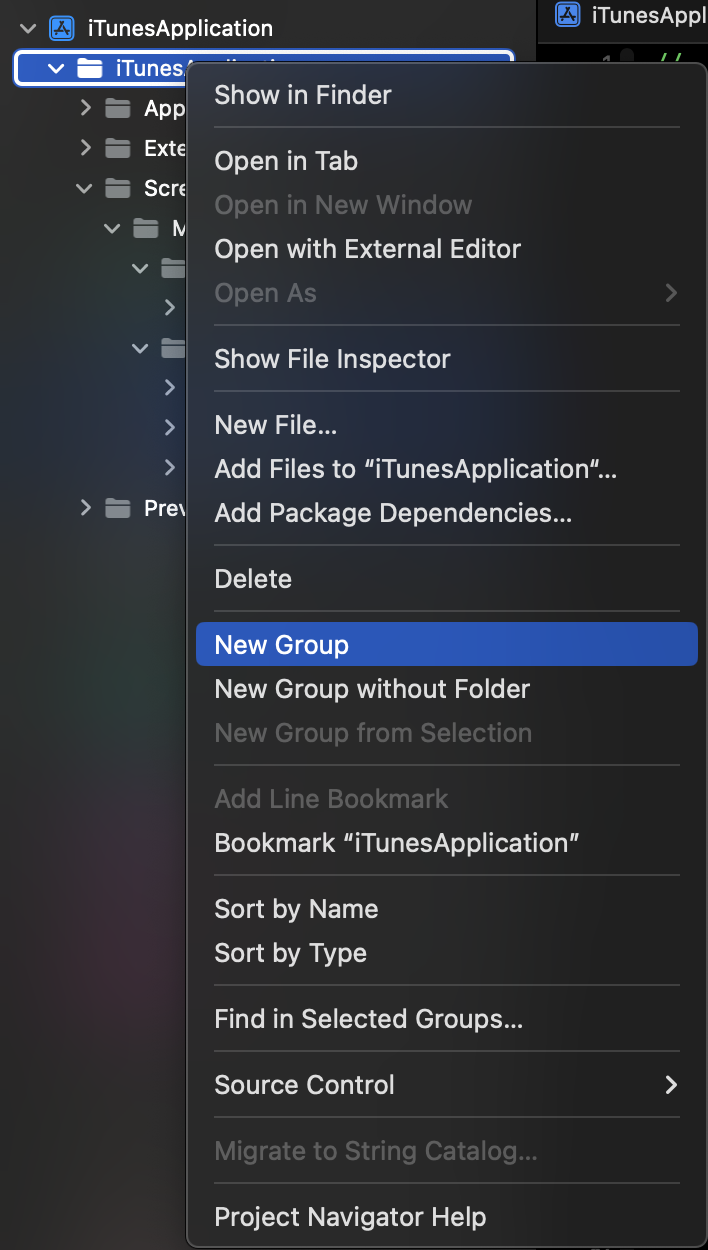 iTunesApplication
iTunesAppl
iTunes
App
Exte
Scre
M
Prev
1 //
Show in Finder
Open in Tab
Open in New Window
Open with External Editor
Open As
Show File Inspector
New File...
Add Files to “iTunesApplication“...
Add Package Dependencies...
Delete
New Group
New Group without Folder
New Group from Selection
Add Line Bookmark
Bookmark “iTunesApplication”
Sort by Name
Sort by Type
Find in Selected Groups...
Source Control
Migrate to String Catalog...
Project Navigator Help